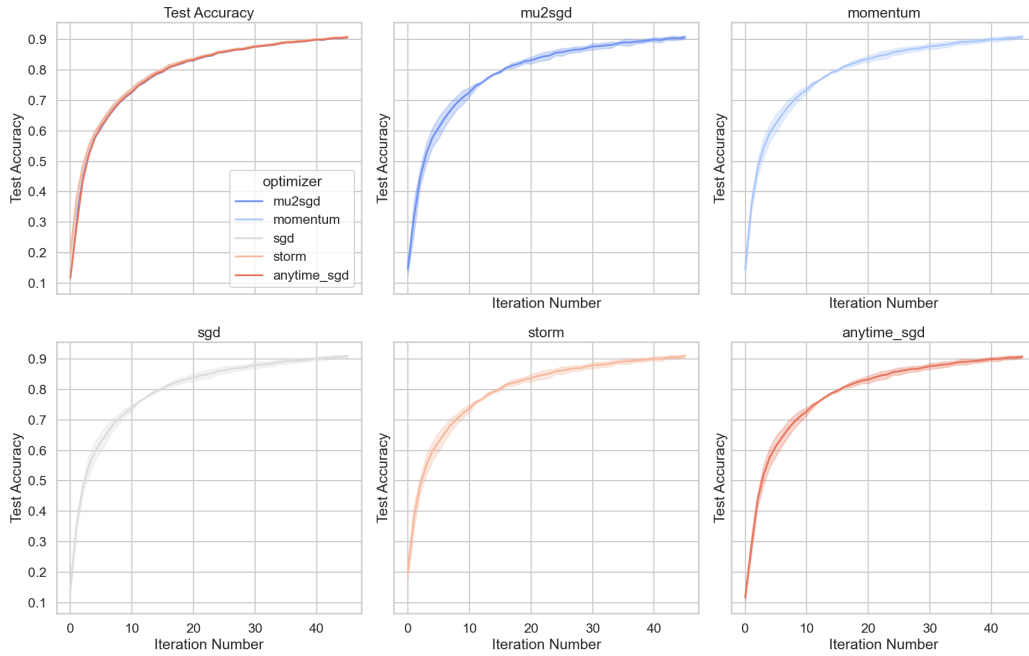 Test Accuracy
mu2sgd
momentum
Test Accuracy
0.9
0.8
0.7
0.6
0.5
0.4
0.3
0.2
0.1
optimizer
mu2sgd
momentum
sgd
storm
anytime_sgd
Test Accuracy
Iteration Number
Test Accuracy
Iteration Number
sgd
storm
anytime_sgd
Test Accuracy
0.9
0.8
0.7
0.6
0.5
0.4
0.3
0.2
0.1
0 10 20 30 40
Iteration Number
Test Accuracy
0 10 20 30 40
Iteration Number
Test Accuracy
0 10 20 30 40
Iteration Number